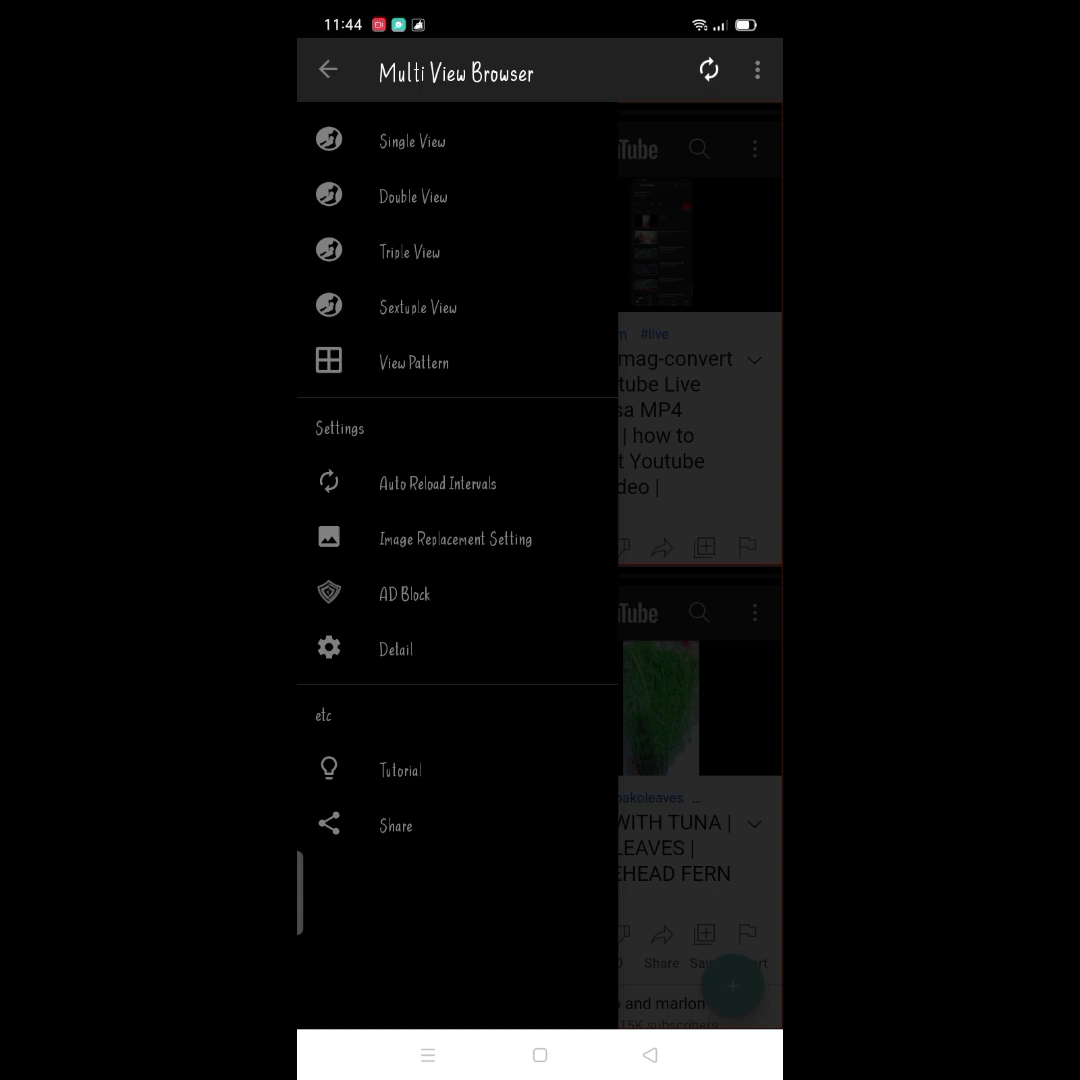 11:44
Multi View Browser
Single View
Double View
Triple View
Sextuple View
View Pattern
Settings
Auto Reload Intervals
Image Replacement Setting
AD Block
Detail
etc
Tutorial
Share
Tube
#live
mag-convert
tube Live
sa MP4
| how to
t Youtube
deo |
Tube
pakoleaves ...
WITH TUNA |
LEAVES |
EHEAD FERN
Share
and marlon
15K subscribers